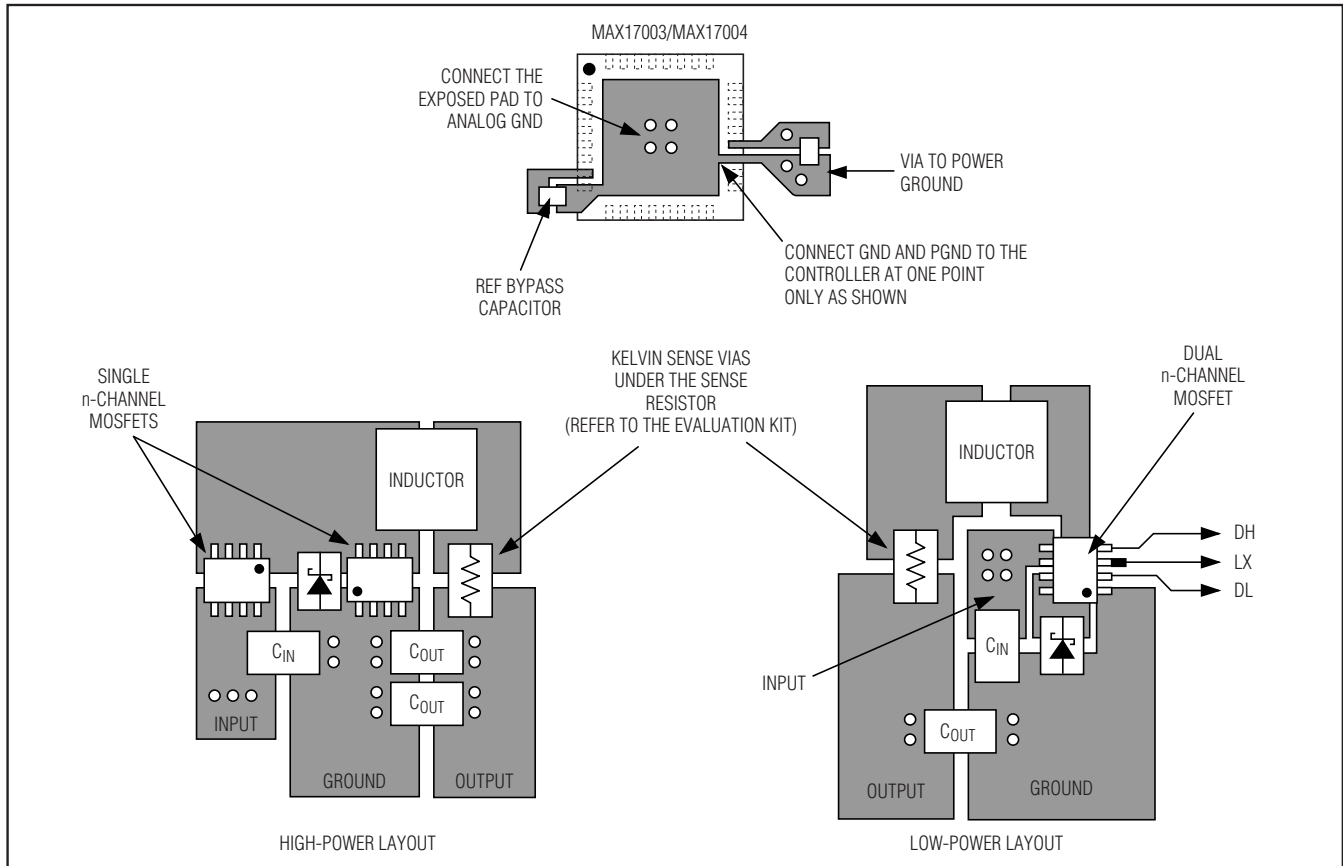 MAX17003/MAX17004
CONNECT THE
EXPOSED PAD TO
ANALOG GND
VIA TO POWER
GROUND
REF BYPASS
CAPACITOR
CONNECT GND AND PGND TO THE
CONTROLLER AT ONE POINT
ONLY AS SHOWN
SINGLE
n-CHANNEL
MOSFETS
KELVIN SENSE VIAS
UNDER THE SENSE
RESISTOR
(REFER TO THE EVALUATION KIT)
DUAL
n-CHANNEL
MOSFET
INDUCTOR
CIN
COUT
COUT
INPUT
GROUND
OUTPUT
HIGH-POWER LAYOUT
INDUCTOR
DH
LX
DL
CIN
INPUT
COUT
OUTPUT
GROUND
LOW-POWER LAYOUT